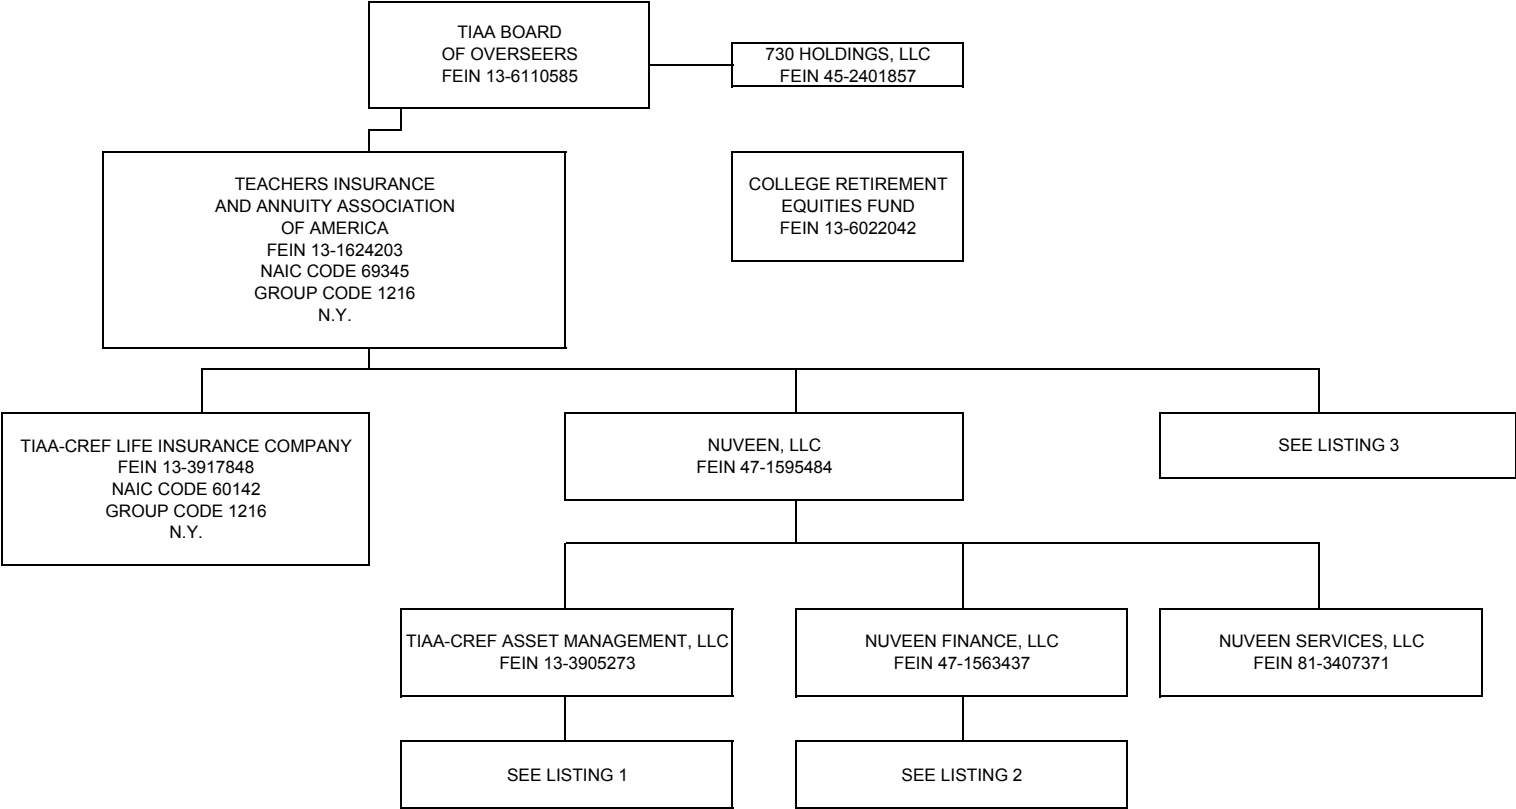 TIAA BOARD
OF OVERSEERS
FEIN 13-6110585
730 HOLDINGS, LLC
FEIN 45-2401857
TEACHERS INSURANCE
AND ANNUITY ASSOCIATION
OF AMERICA
FEIN 13-1624203
NAIC CODE 69345
GROUP CODE 1216
N.Y.
COLLEGE RETIREMENT
EQUITIES FUND
FEIN 13-6022042
TIAA-CREF LIFE INSURANCE COMPANY
FEIN 13-3917848
NAIC CODE 60142
GROUP CODE 1216
N.Y.
NUVEEN, LLC
FEIN 47-1595484
SEE LISTING 3
TIAA-CREF ASSET MANAGEMENT, LLC
FEIN 13-3905273
NUVEEN FINANCE, LLC
FEIN 47-1563437
NUVEEN SERVICES, LLC
FEIN 81-3407371
SEE LISTING 1
SEE LISTING 2